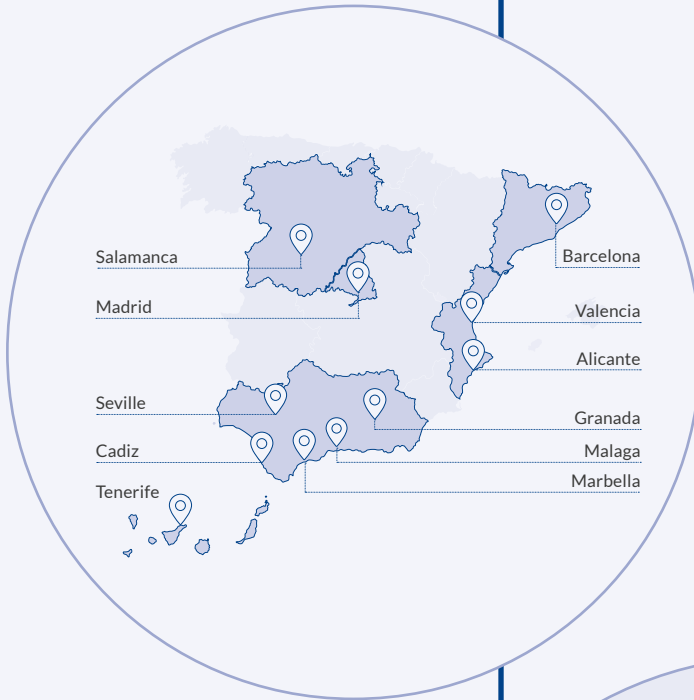 Salamanca
Barcelona
Madrid
Valencia
Alicante
Seville
Granada
Cadiz
Malaga
Marbella
Tenerife